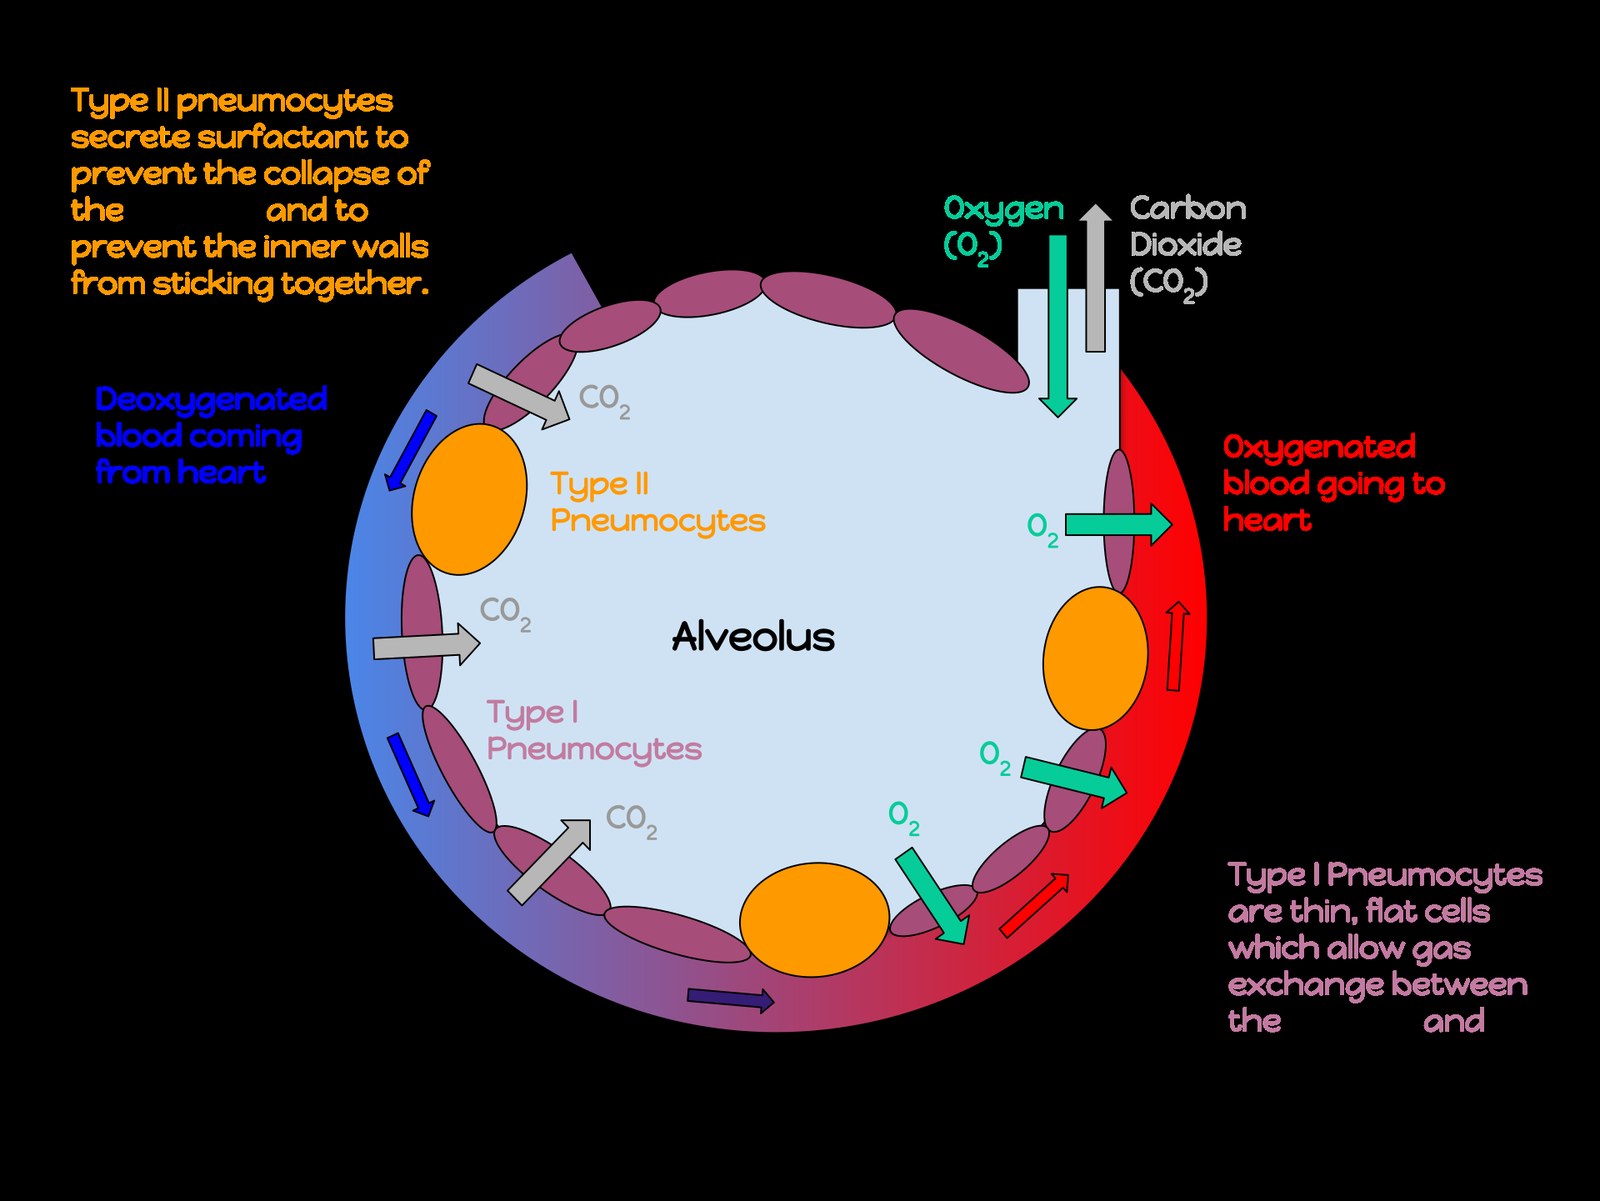 Type II pneumocytes
secrete surfactant to
prevent the collapse of
the and to
prevent the inner walls
from sticking together.
Oxygen
(O₂)
Carbon
Dioxide
(CO₂)
Deoxygenated
blood coming
from heart
CO₂
Type II
Pneumocytes
Oxygenated
blood going to
heart
O₂
CO₂
Alveolus
Type I
Pneumocytes
O₂
CO₂
O₂
Type I Pneumocytes
are thin, flat cells
which allow gas
exchange between
the and